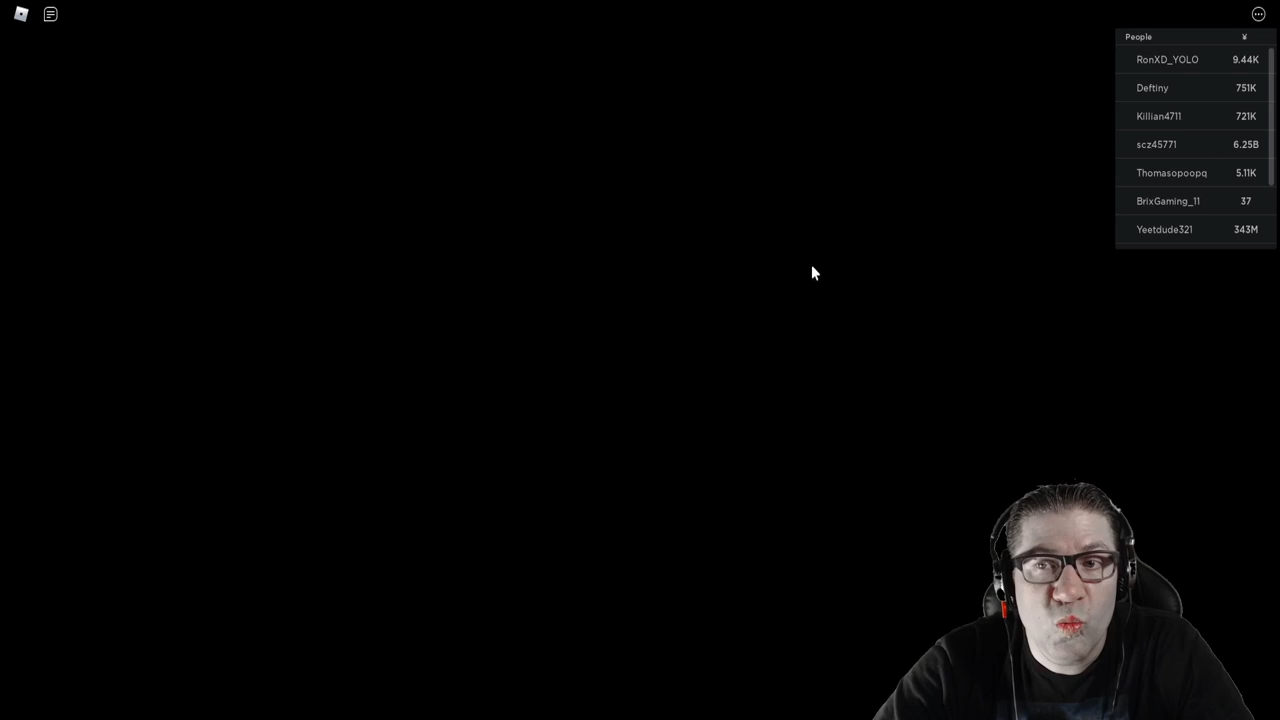 People ¥
RonXD_YOLO 9.44K
Deftiny 751K
Killian4711 721K
scz45771 6.25B
Thomasopoopq 5.11K
BrixGaming_11 37
Yeetdude321 343M